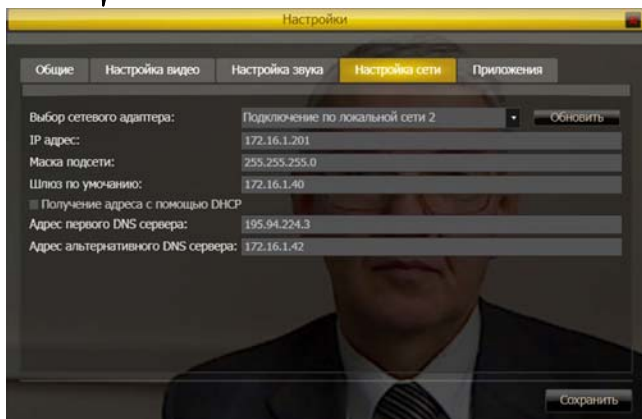 Настройки
Общие Настройка видео Настройка звука Настройка сети Приложения
Выбор сетевого адаптера: Подключение по локальной сети 2 Обновить
IP адрес: 172.16.1.201
Маска подсети: 255.255.255.0
Шлюз по умочанию: 172.16.1.40
Получение адреса с помощью DHCP
Адрес первого DNS сервера: 195.94.224.3
Адрес альтернативного DNS сервера: 172.16.1.42
Сохранить